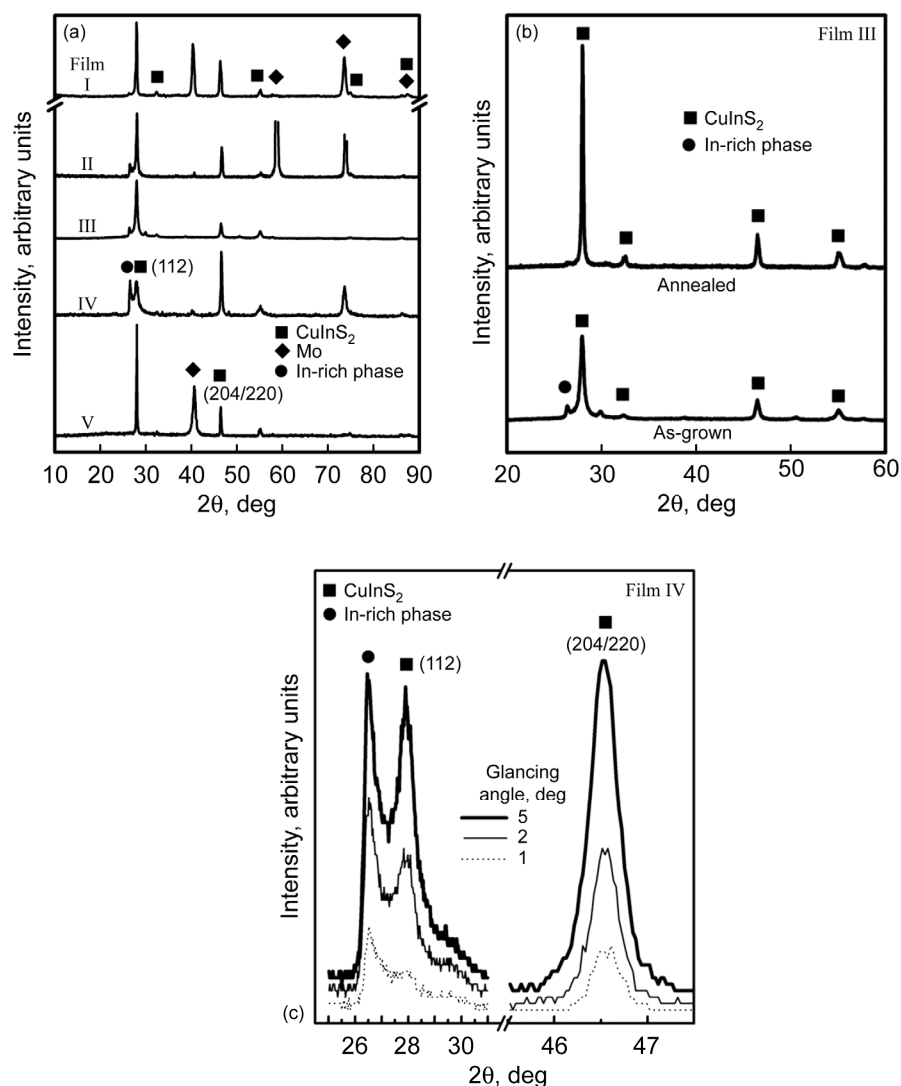 (a)
Film
I
II
III
IV
V
(112)
(204/220)
CuInS₂
Mo
In-rich phase
Intensity, arbitrary units
10 20 30 40 50 60 70 80 90
2θ, deg
(b)
Film III
CuInS₂
In-rich phase
Annealed
As-grown
Intensity, arbitrary units
20 30 40 50 60
2θ, deg
CuInS₂
In-rich phase
Film IV
(112)
(204/220)
Glancing
angle, deg
5
2
1
Intensity, arbitrary units
(c)
26 28 30 46 47
2θ, deg